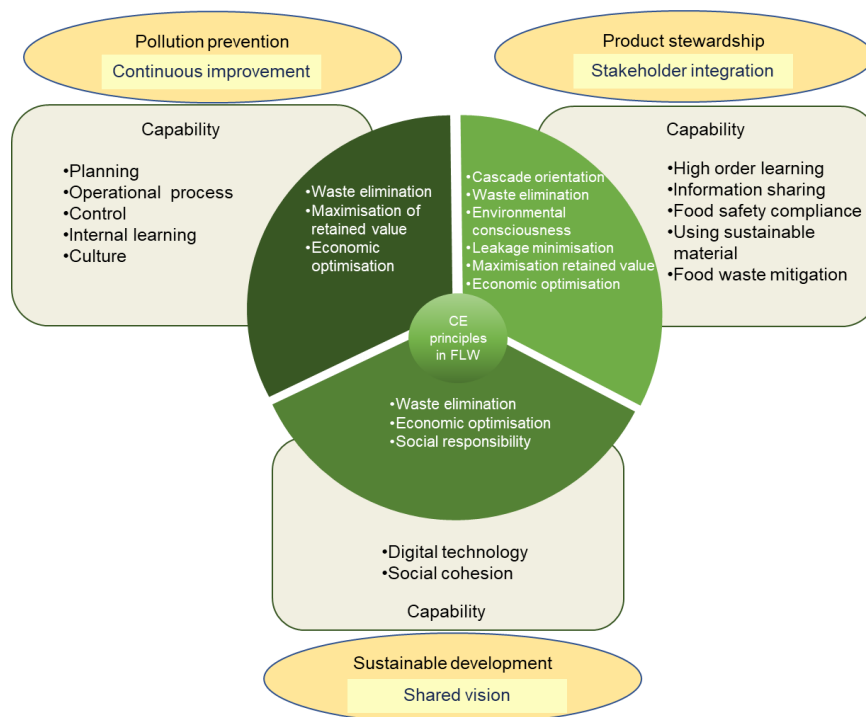 Pollution prevention
Continuous improvement
Product stewardship
Stakeholder integration
Capability
•Planning
•Operational process
•Control
•Internal learning
•Culture
•Waste elimination
•Maximisation of
retained value
•Economic
optimisation
•Cascade orientation
•Waste elimination
•Environmental
consciousness
•Leakage minimisation
•Maximisation retained value
•Economic optimisation
Capability
•High order learning
•Information sharing
•Food safety compliance
•Using sustainable
material
•Food waste mitigation
CE
principles
in FLW
•Waste elimination
•Economic optimisation
•Social responsibility
•Digital technology
•Social cohesion
Capability
Sustainable development
Shared vision